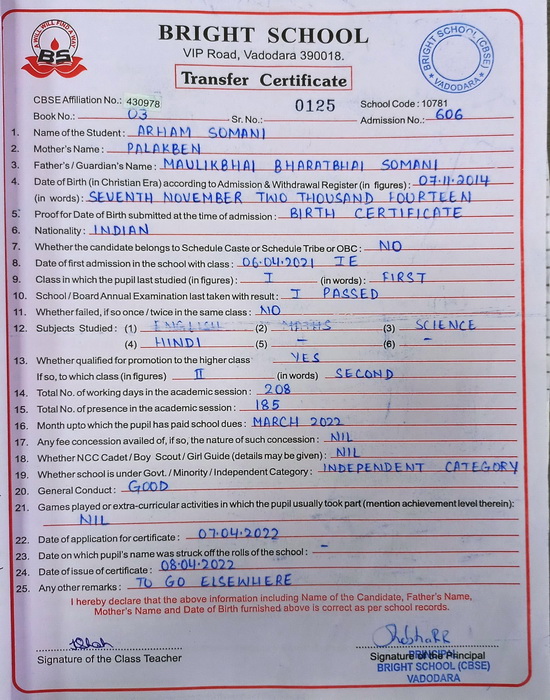 A WILL WILL FIND A WAY
BS
BRIGHT SCHOOL
VIP Road, Vadodara 390018.
Transfer Certificate
BRIGHT SCHOOL (CBSE)
* VADODARA *
CBSE Affiliation No.: 430978 0125 School Code : 10781
Book No.: 03 Sr. No.: Admission No.: 606
1. Name of the Student : ARHAM SOMANI
2. Mother's Name : PALAKBEN
3. Father's / Guardian's Name : MAULIKBHAI BHARATBHAI SOMANI
4. Date of Birth (in Christian Era) according to Admission & Withdrawal Register (in figures) : 07.11.2014
(in words) : SEVENTH NOVEMBER TWO THOUSAND FOURTEEN
5. Proof for Date of Birth submitted at the time of admission : BIRTH CERTIFICATE
6. Nationality : INDIAN
7. Whether the candidate belongs to Schedule Caste or Schedule Tribe or OBC : NO
8. Date of first admission in the school with class : 06.04.2021 I E
9. Class in which the pupil last studied (in figures) : I (in words) : FIRST
10. School / Board Annual Examination last taken with result : I PASSED
11. Whether failed, if so once / twice in the same class : NO
12. Subjects Studied : (1) ENGLISH (2) MATHS (3) SCIENCE
(4) HINDI (5) – (6) –
13. Whether qualified for promotion to the higher class YES
If so, to which class (in figures) II (in words) SECOND
14. Total No. of working days in the academic session : 208
15. Total No. of presence in the academic session : 185
16. Month upto which the pupil has paid school dues : MARCH 2022
17. Any fee concession availed of, if so, the nature of such concession : NIL
18. Whether NCC Cadet / Boy Scout / Girl Guide (details may be given) : NIL
19. Whether school is under Govt. / Minority / Independent Category : INDEPENDENT CATEGORY
20. General Conduct : GOOD
21. Games played or extra-curricular activities in which the pupil usually took part (mention achievement level therein) :
NIL
22. Date of application for certificate : 07.04.2022
23. Date on which pupil's name was struck off the rolls of the school : –
24. Date of issue of certificate : 08.04.2022
25. Any other remarks : TO GO ELSEWHERE
I hereby declare that the above information including Name of the Candidate, Father's Name,
Mother's Name and Date of Birth furnished above is correct as per school records.
Signature of the Class Teacher
Signature of the Principal
PRINCIPAL
BRIGHT SCHOOL (CBSE)
VADODARA